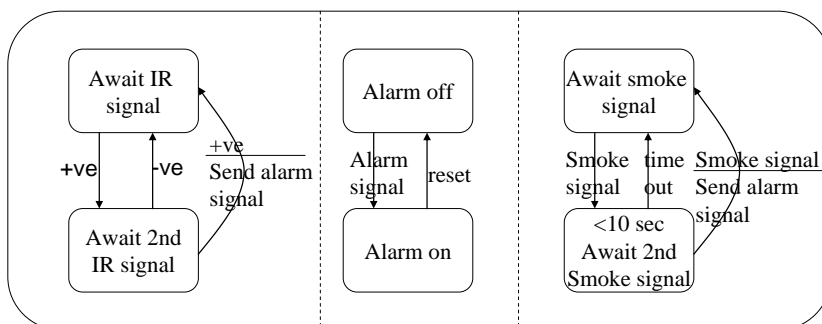 Await IR
signal
+ve
-ve
+ve
Send alarm
signal
Await 2nd
IR signal
Alarm off
Alarm
signal
reset
Alarm on
Await smoke
signal
Smoke
signal
time
out
Smoke signal
Send alarm
signal
<10 sec
Await 2nd
Smoke signal